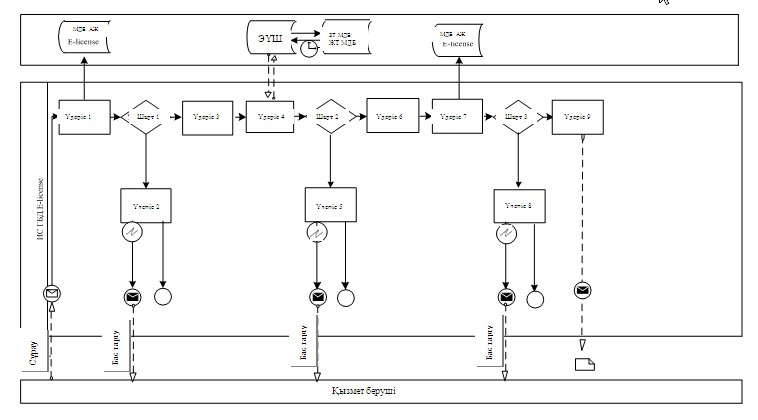 МДБ АЖ
E-license
ЭҮШ
ЗТ МДБ/
ЖТ МДБ
МДБ АЖ
E-license
ИС ГБД E-license
Үдеріс 1
Шарт 1
Үдеріс 3
Үдеріс 4
Шарт 2
Үдеріс 6
Үдеріс 7
Шарт 3
Үдеріс 9
Үдеріс 2
Үдеріс 5
Үдеріс 8
Сұрау
Бас тарту
Бас тарту
Бас тарту
Қызмет беруші